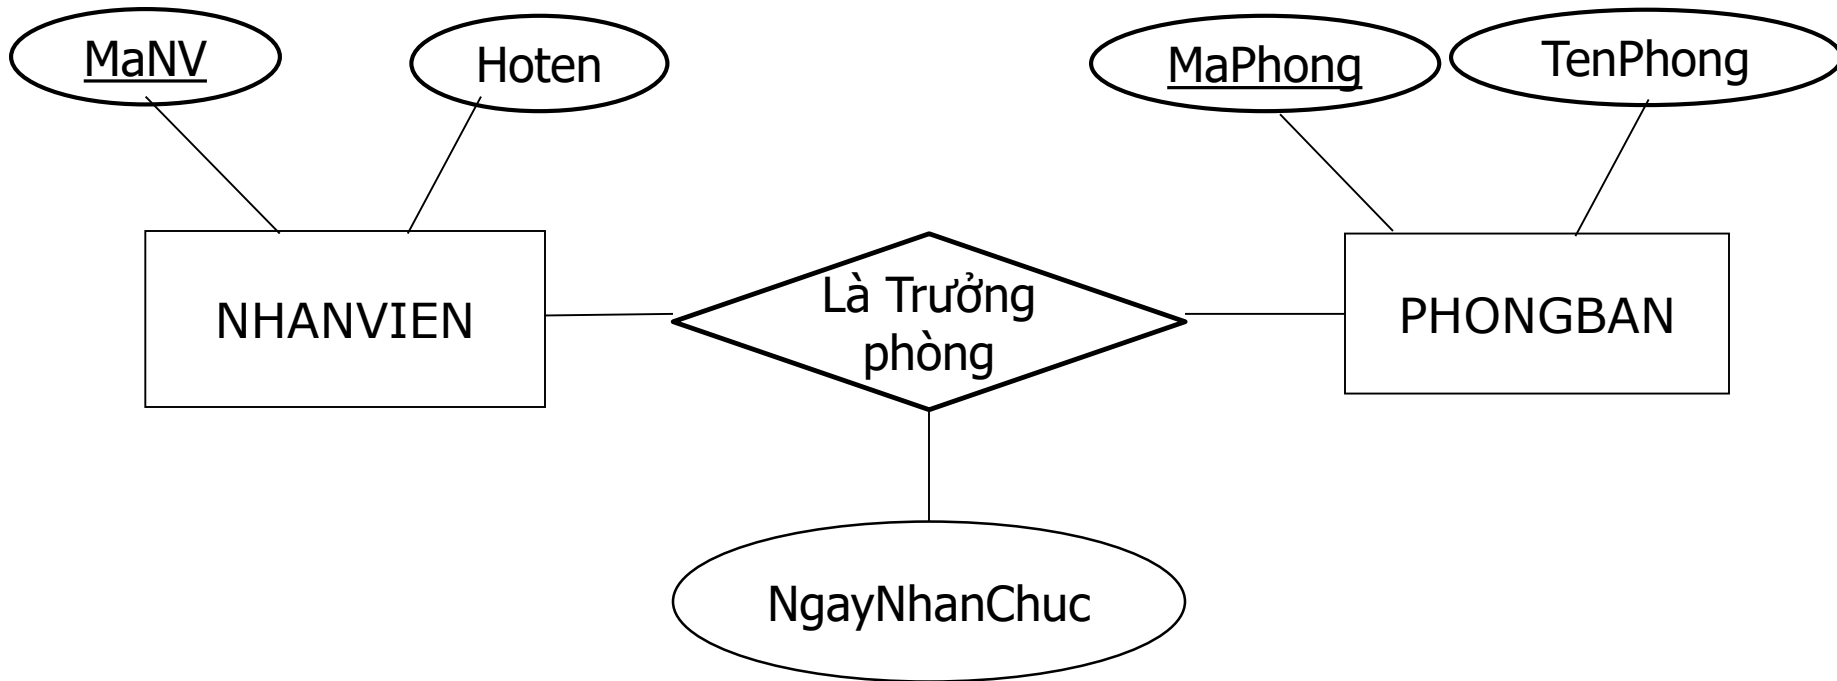 MaNV
Hoten
MaPhong
TenPhong
NHANVIEN
Là Trưởng
phòng
PHONGBAN
NgayNhanChuc